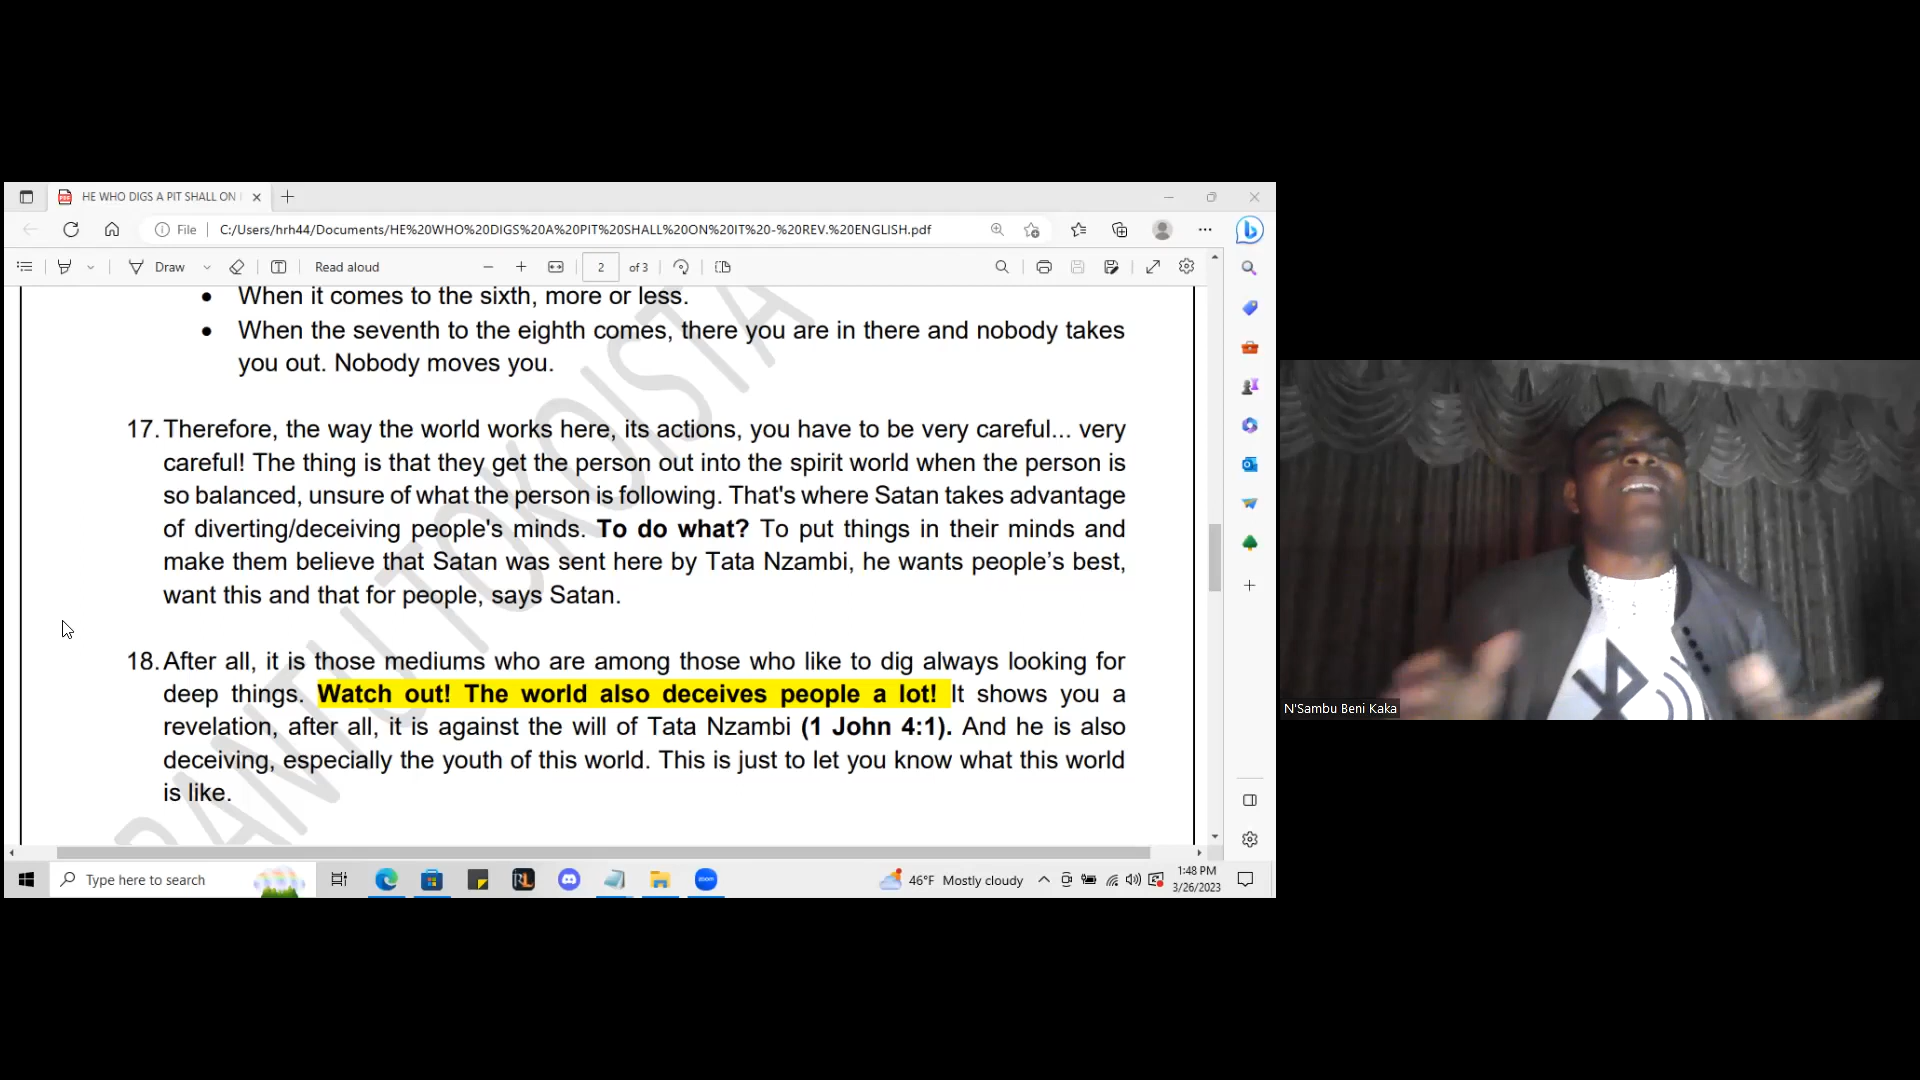 HE WHO DIGS A PIT SHALL ON
File
C:/Users/hrh44/Documents/HE%20WHO%20DIGS%20A%20PIT%20SHALL%20ON%20IT%20-%20REV.%20ENGLISH.pdf
Draw
Read aloud
2
of 3
• When it comes to the sixth, more or less.
• When the seventh to the eighth comes, there you are in there and nobody takes
you out. Nobody moves you.
17. Therefore, the way the world works here, its actions, you have to be very careful... very
careful! The thing is that they get the person out into the spirit world when the person is
so balanced, unsure of what the person is following. That's where Satan takes advantage
of diverting/deceiving people's minds. To do what? To put things in their minds and
make them believe that Satan was sent here by Tata Nzambi, he wants people’s best,
want this and that for people, says Satan.
18. After all, it is those mediums who are among those who like to dig always looking for
deep things. Watch out! The world also deceives people a lot! It shows you a
revelation, after all, it is against the will of Tata Nzambi (1 John 4:1). And he is also
deceiving, especially the youth of this world. This is just to let you know what this world
is like.
BANTU TOKOISTA
N'Sambu Beni Kaka
Type here to search
zoom
46°F Mostly cloudy
1:48 PM
3/26/2023